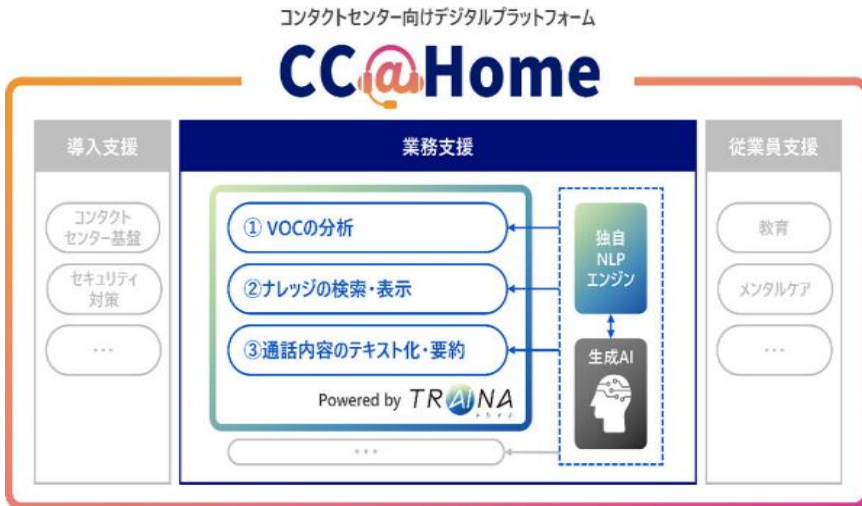 コンタクトセンター向けデジタルプラットフォーム
CC@Home
導入支援
コンタクト
センター基盤
セキュリティ
対策
…
業務支援
① VOCの分析
②ナレッジの検索・表示
③通話内容のテキスト化・要約
Powered by TRAINA
トレイナ
…
独自
NLP
エンジン
生成AI
従業員支援
教育
メンタルケア
…